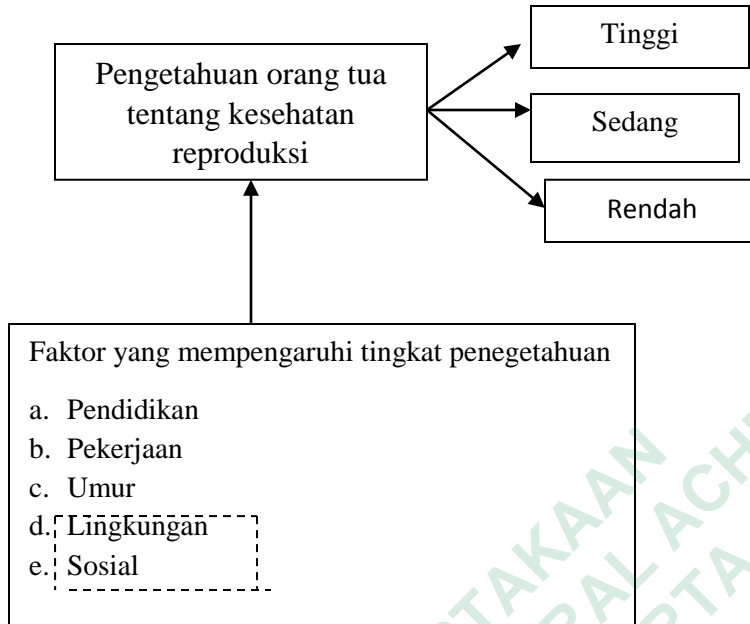 Pengetahuan orang tua
tentang kesehatan
reproduksi
Tinggi
Sedang
Rendah
Faktor yang mempengaruhi tingkat penegetahuan
a. Pendidikan
b. Pekerjaan
c. Umur
d. Lingkungan
e. Sosial